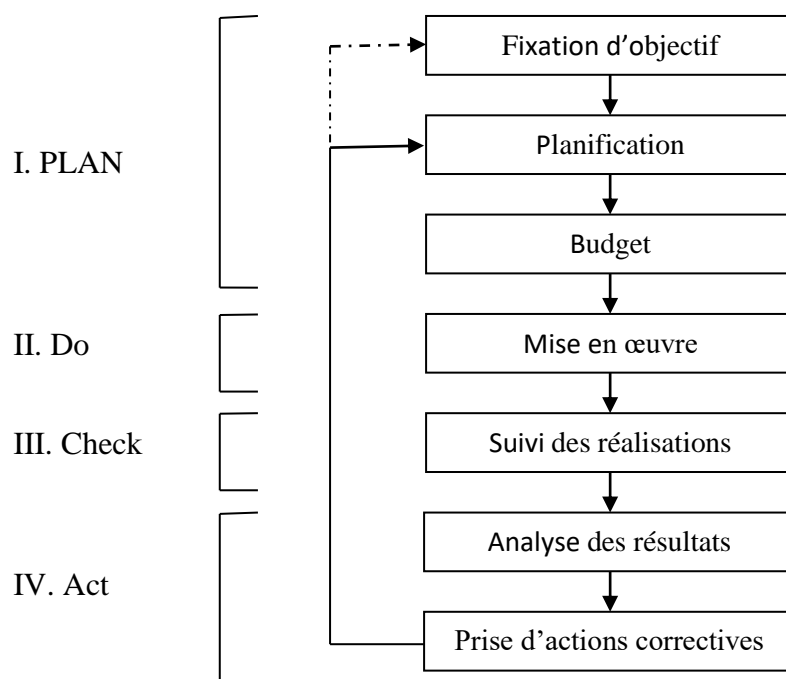 Fixation d’objectif
I. PLAN
Planification
Budget
II. Do
Mise en œuvre
III. Check
Suivi des réalisations
IV. Act
Analyse des résultats
Prise d’actions correctives